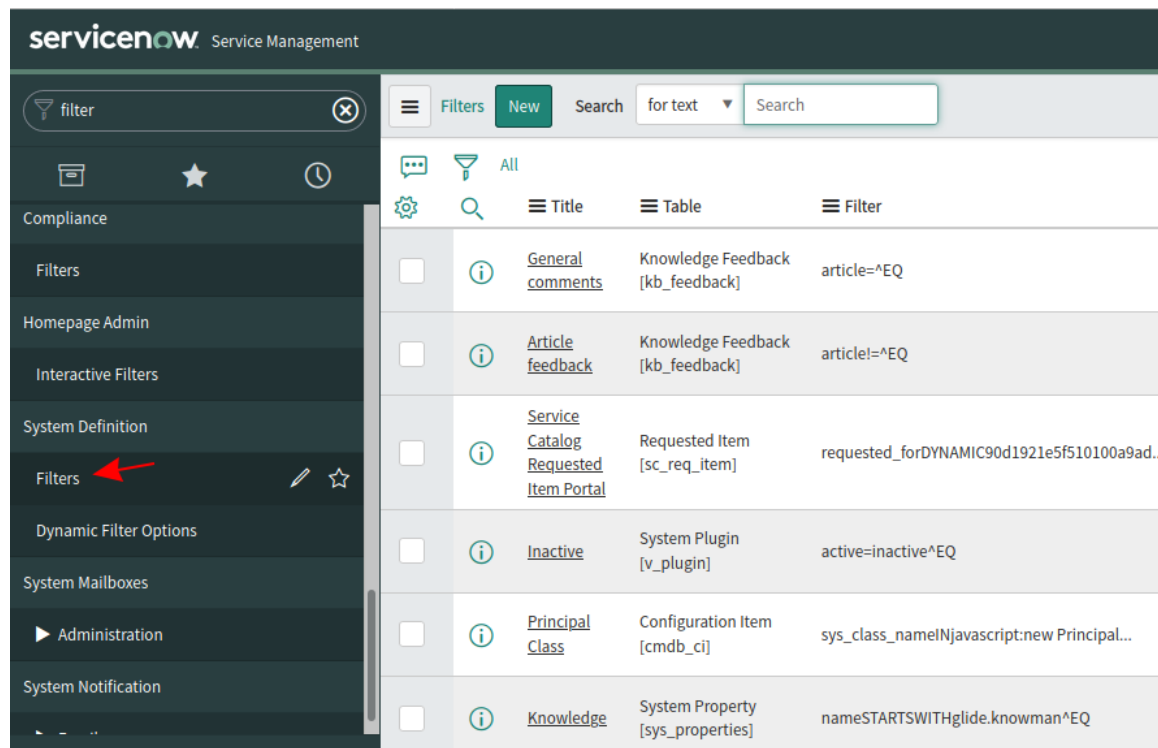 servicenow. Service Management
filter
Compliance
Filters
Homepage Admin
Interactive Filters
System Definition
Filters
Dynamic Filter Options
System Mailboxes
Administration
System Notification
Filters New Search for text Search
All
Title Table Filter
General comments
Knowledge Feedback
[kb_feedback]
article=^EQ
Article feedback
Knowledge Feedback
[kb_feedback]
article!=^EQ
Service
Catalog
Requested
Item Portal
Requested Item
[sc_req_item]
requested_forDYNAMIC90d1921e5f510100a9ad..
Inactive
System Plugin
[v_plugin]
active=inactive^EQ
Principal
Class
Configuration Item
[cmdb_ci]
sys_class_nameINjavascript:new Principal...
Knowledge
System Property
[sys_properties]
nameSTARTSWITHglide.knowman^EQ